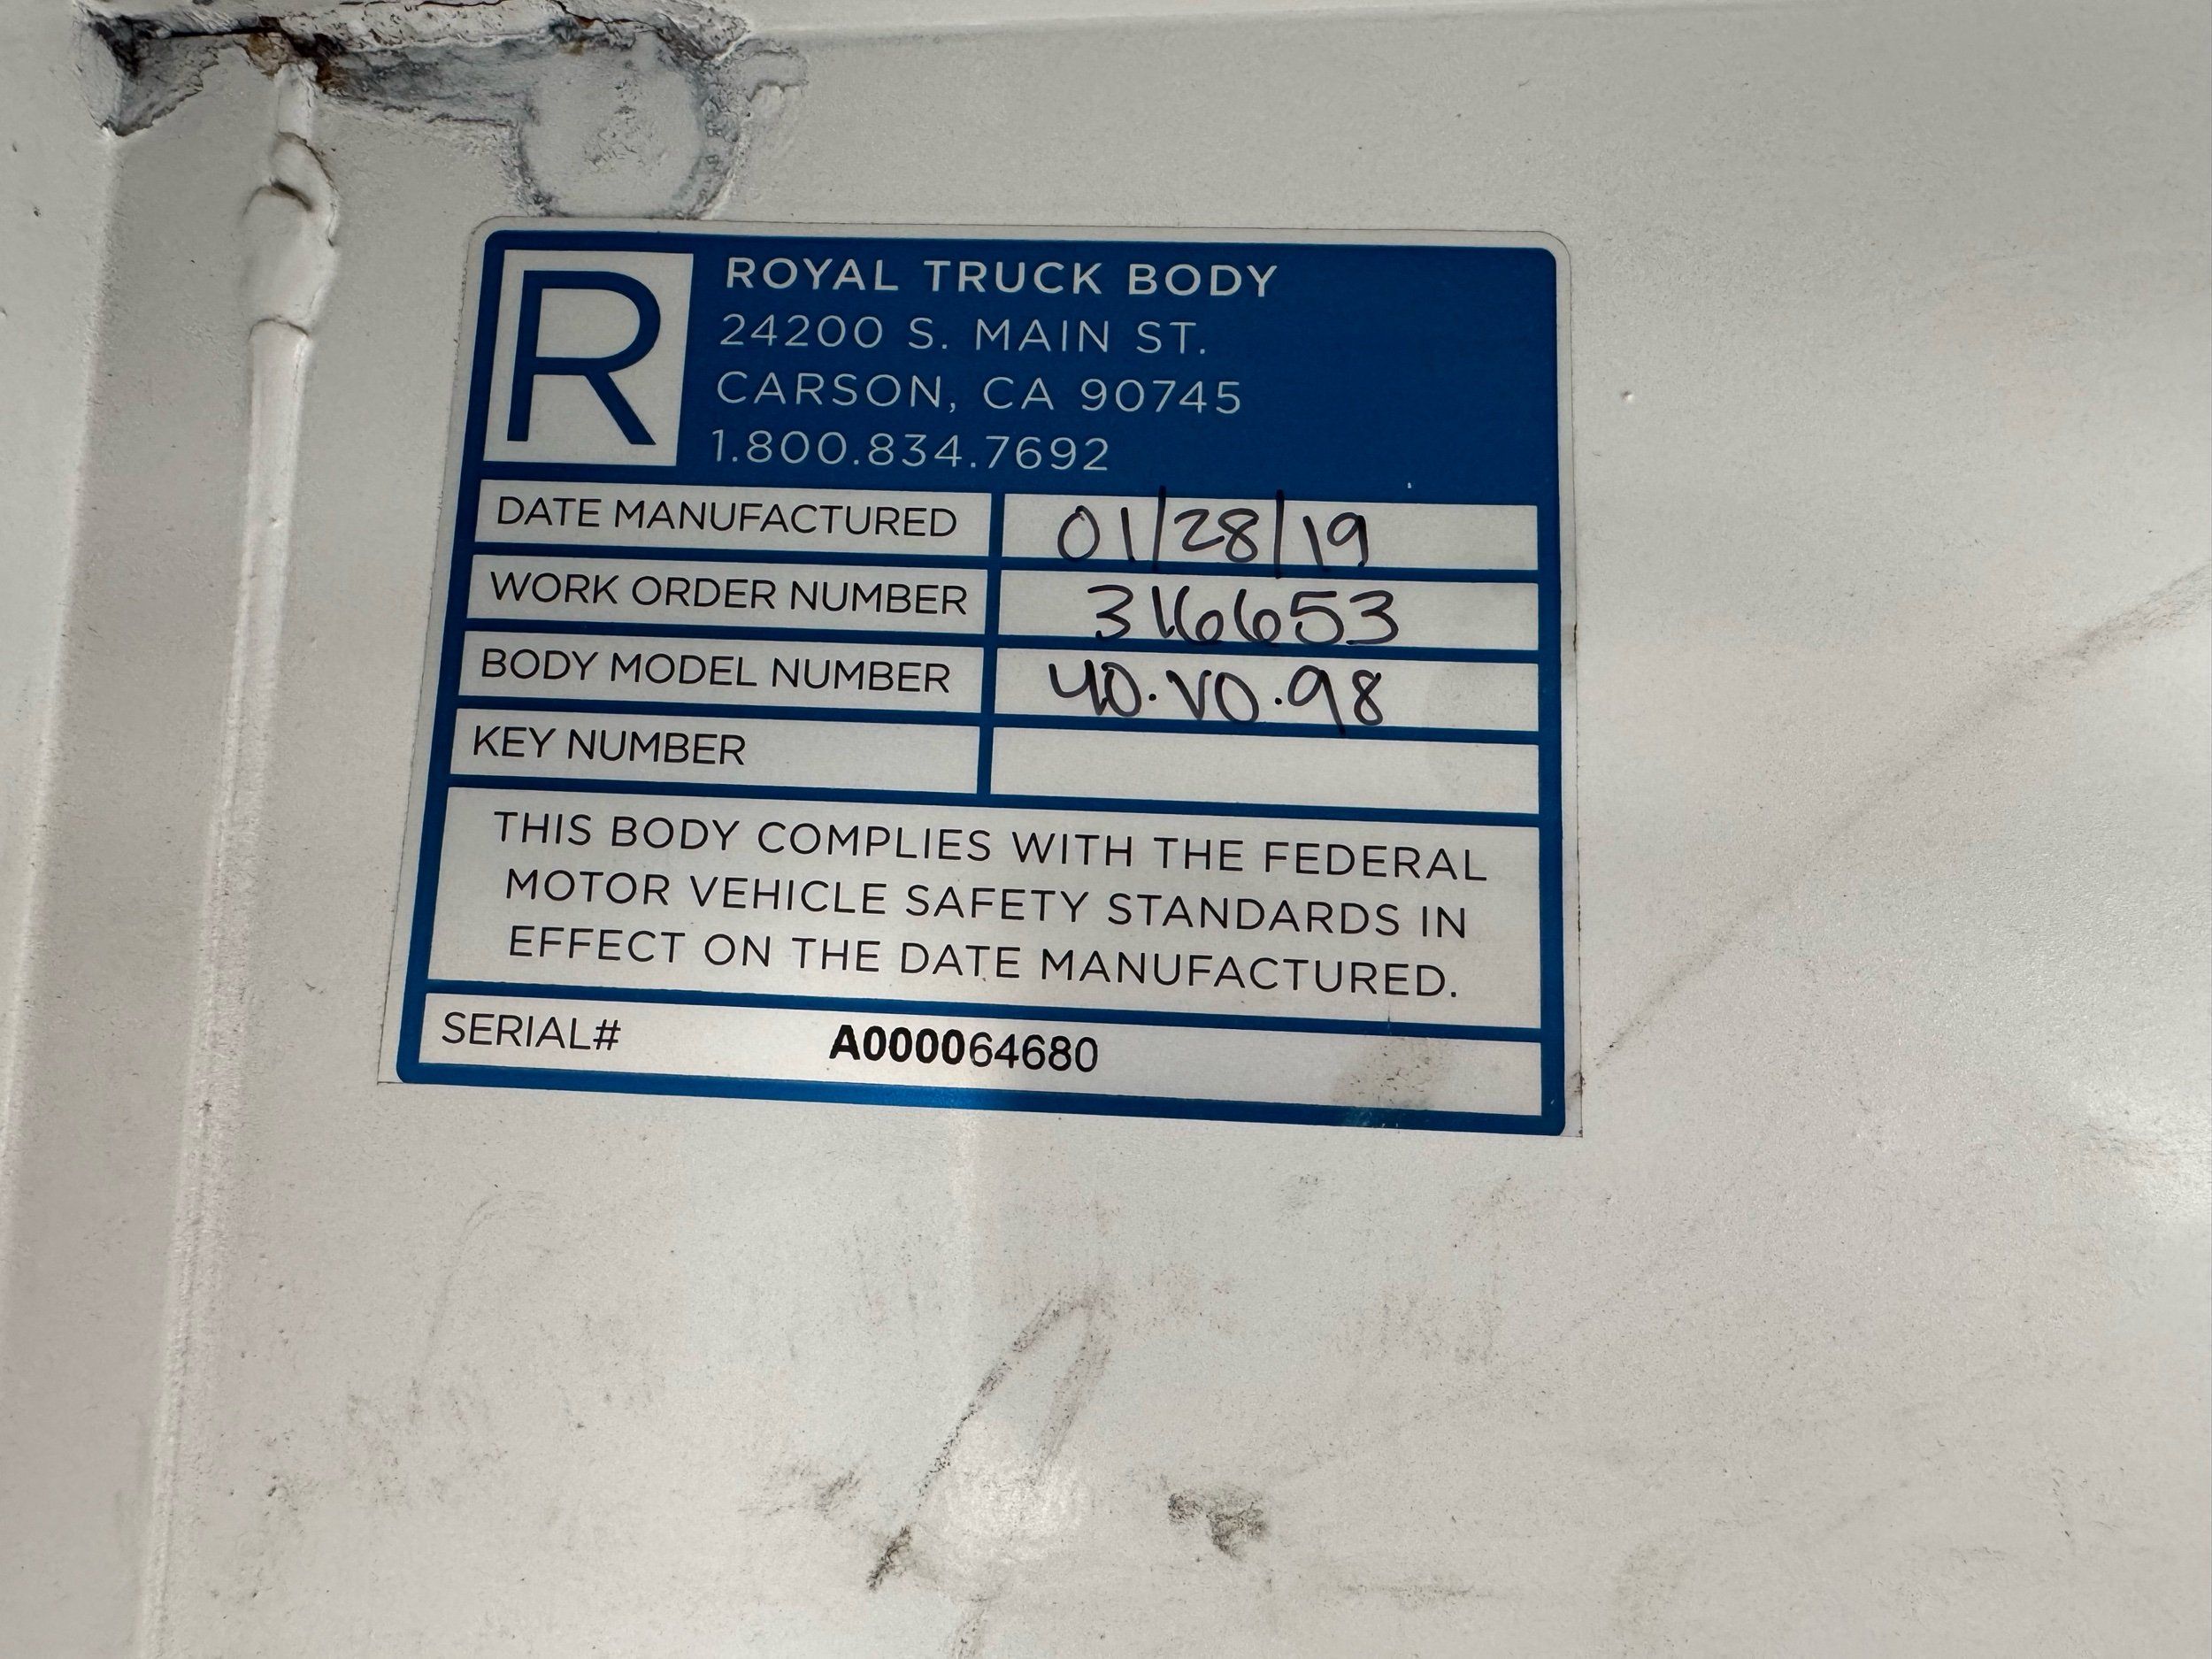 R
ROYAL TRUCK BODY
24200 S. MAIN ST.
CARSON, CA 90745
1.800.834.7692
DATE MANUFACTURED 01/28/19
WORK ORDER NUMBER 316653
BODY MODEL NUMBER 40.VO.98
KEY NUMBER
THIS BODY COMPLIES WITH THE FEDERAL
MOTOR VEHICLE SAFETY STANDARDS IN
EFFECT ON THE DATE MANUFACTURED.
SERIAL# A000064680